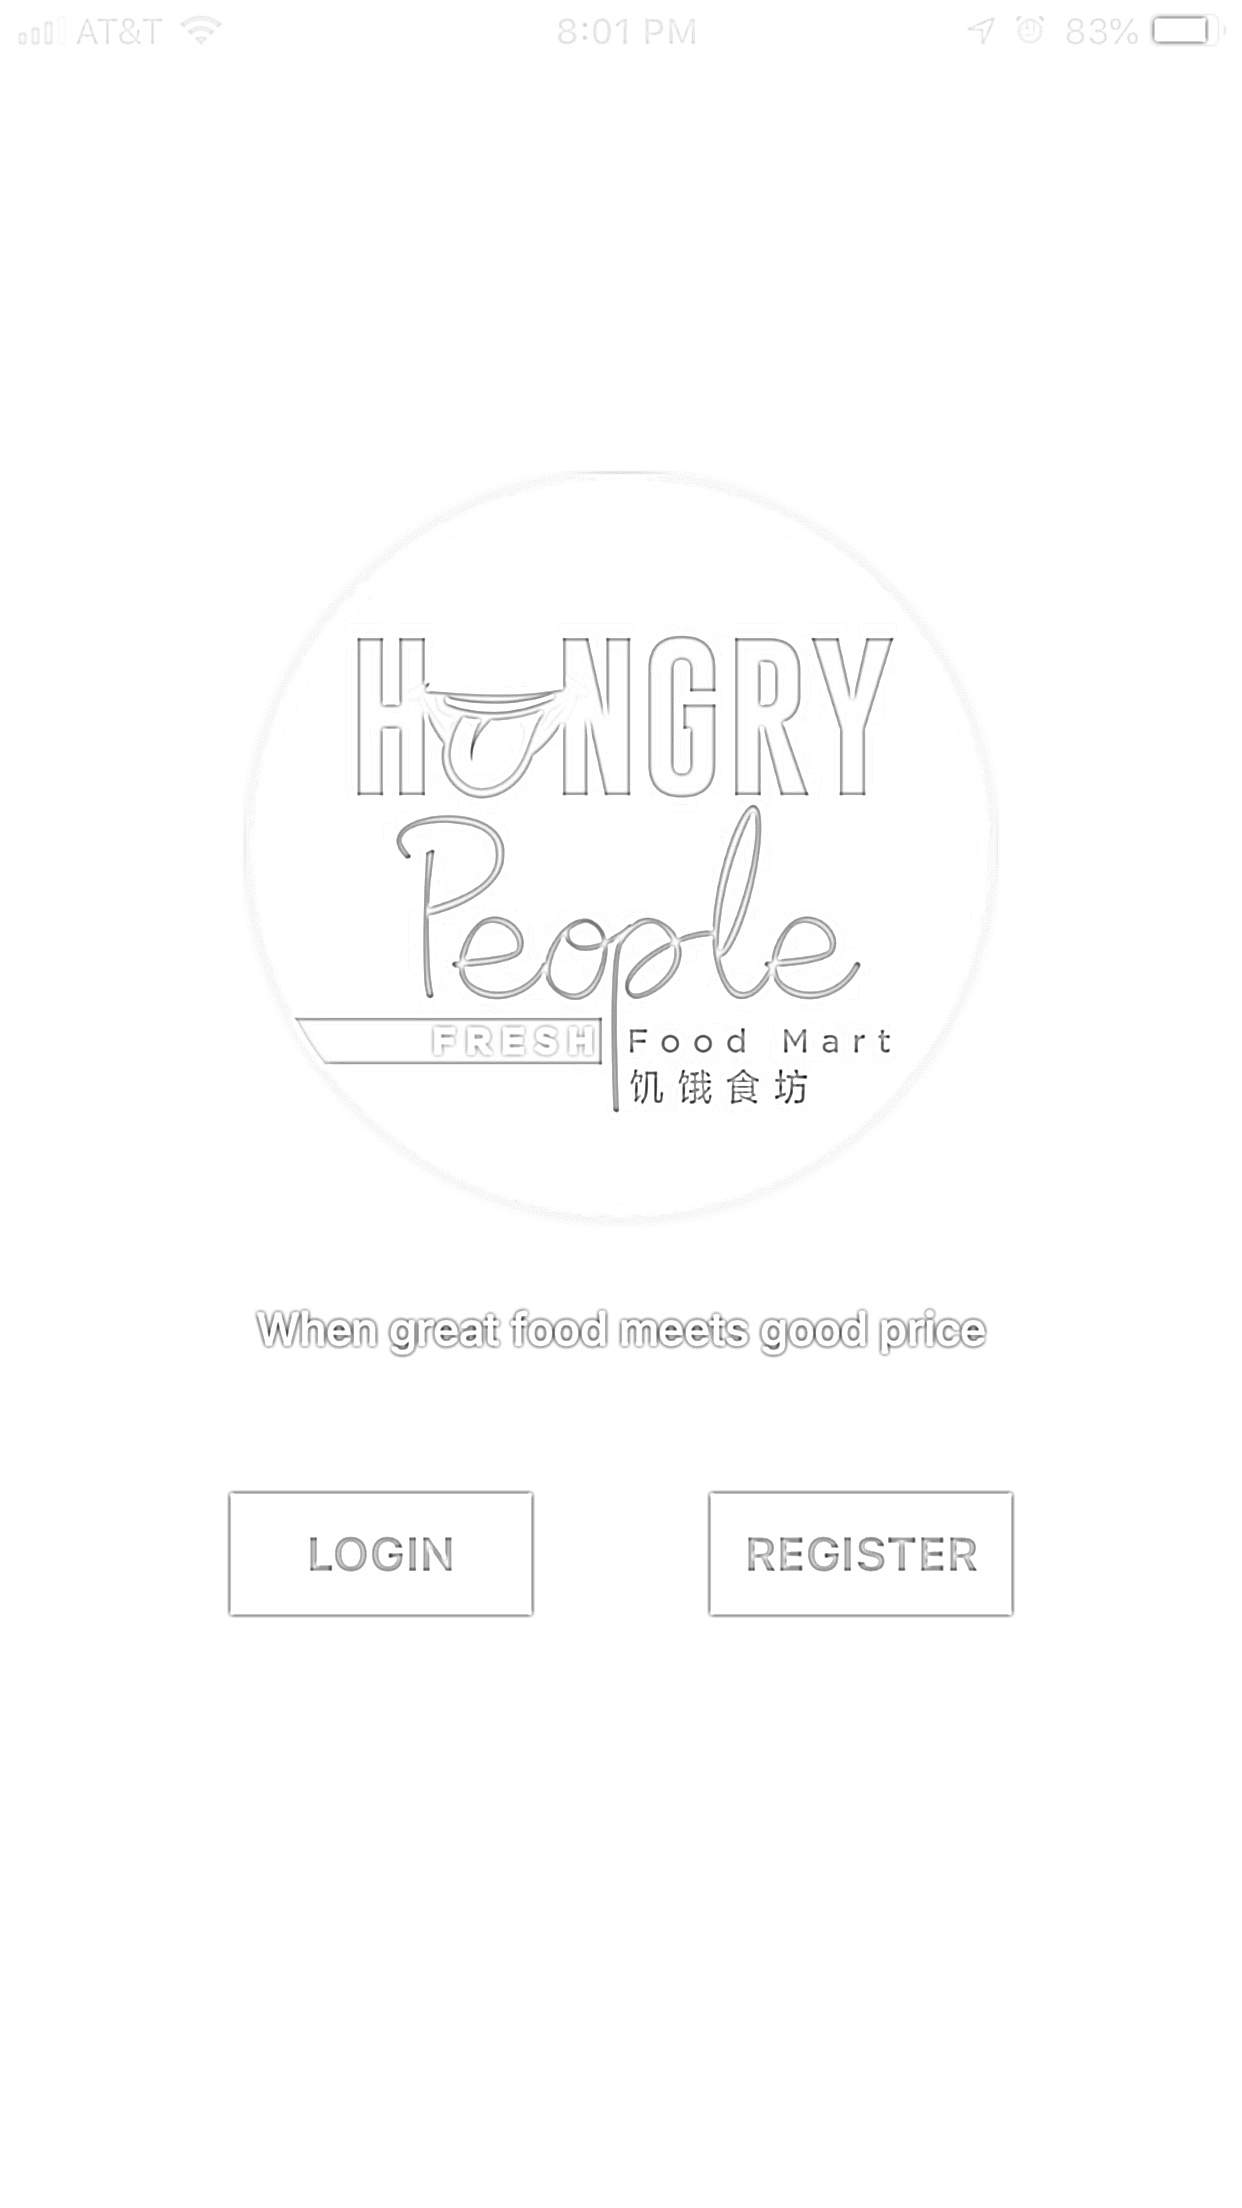 AT&T 8:01 PM 83%
HUNGRY
People
FRESH Food Mart
饥饿食坊
When great food meets good price
LOGIN REGISTER